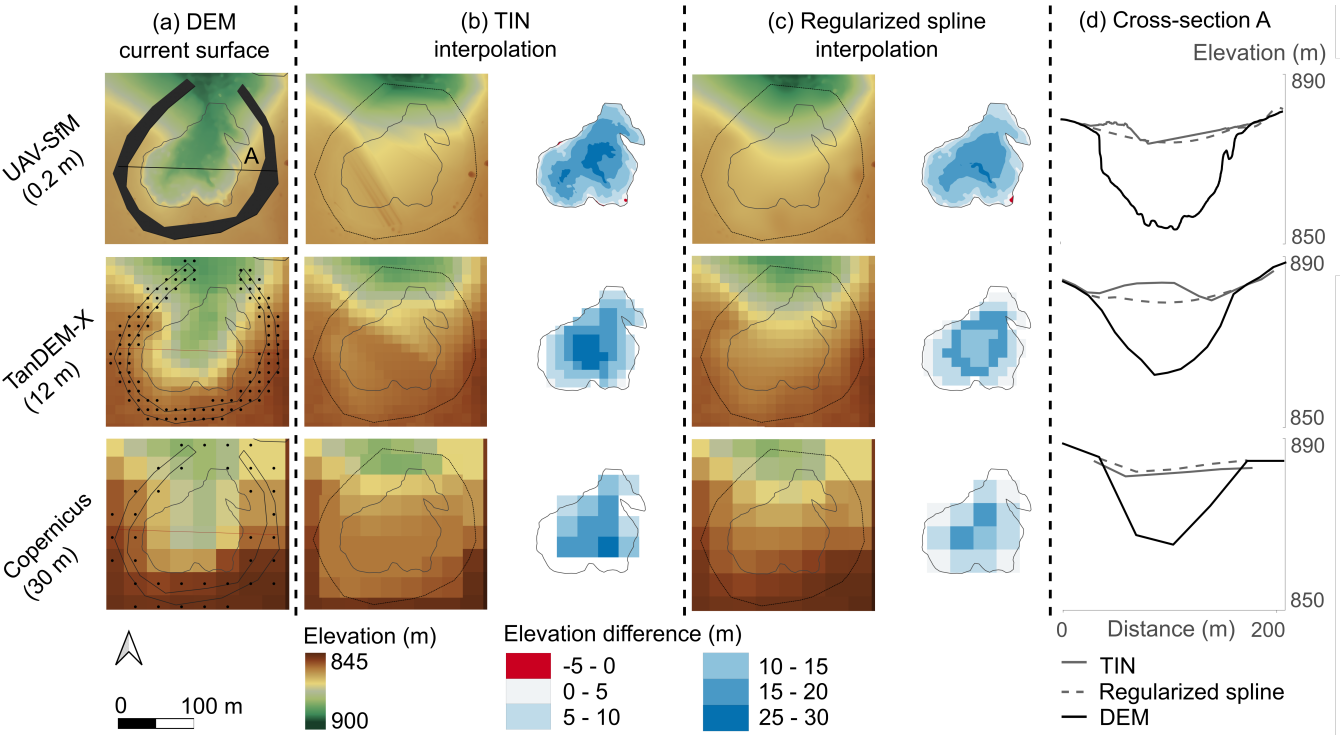 (a) DEM
current surface
(b) TIN
interpolation
(c) Regularized spline
interpolation
(d) Cross-section A
Elevation (m)
UAV-SfM
(0.2 m)
A
890
850
TanDEM-X
(12 m)
890
850
Copernicus
(30 m)
890
850
0 Distance (m) 200
Elevation (m)
845
900
Elevation difference (m)
-5 - 0
0 - 5
5 - 10
10 - 15
15 - 20
25 - 30
TIN
Regularized spline
DEM
0 100 m